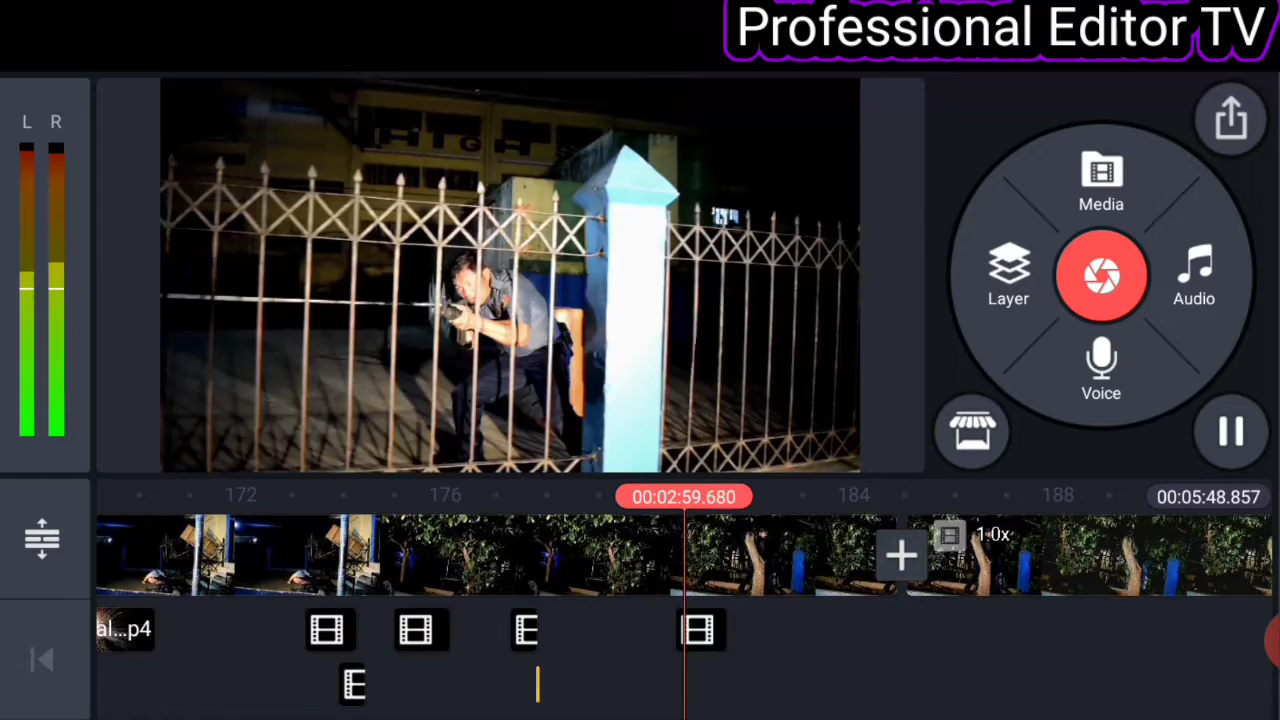 Professional Editor TV
L R
Media
Layer
Audio
Voice
172
176
00:02:59.680
184
188
00:05:48.857
1.0x
al...p4